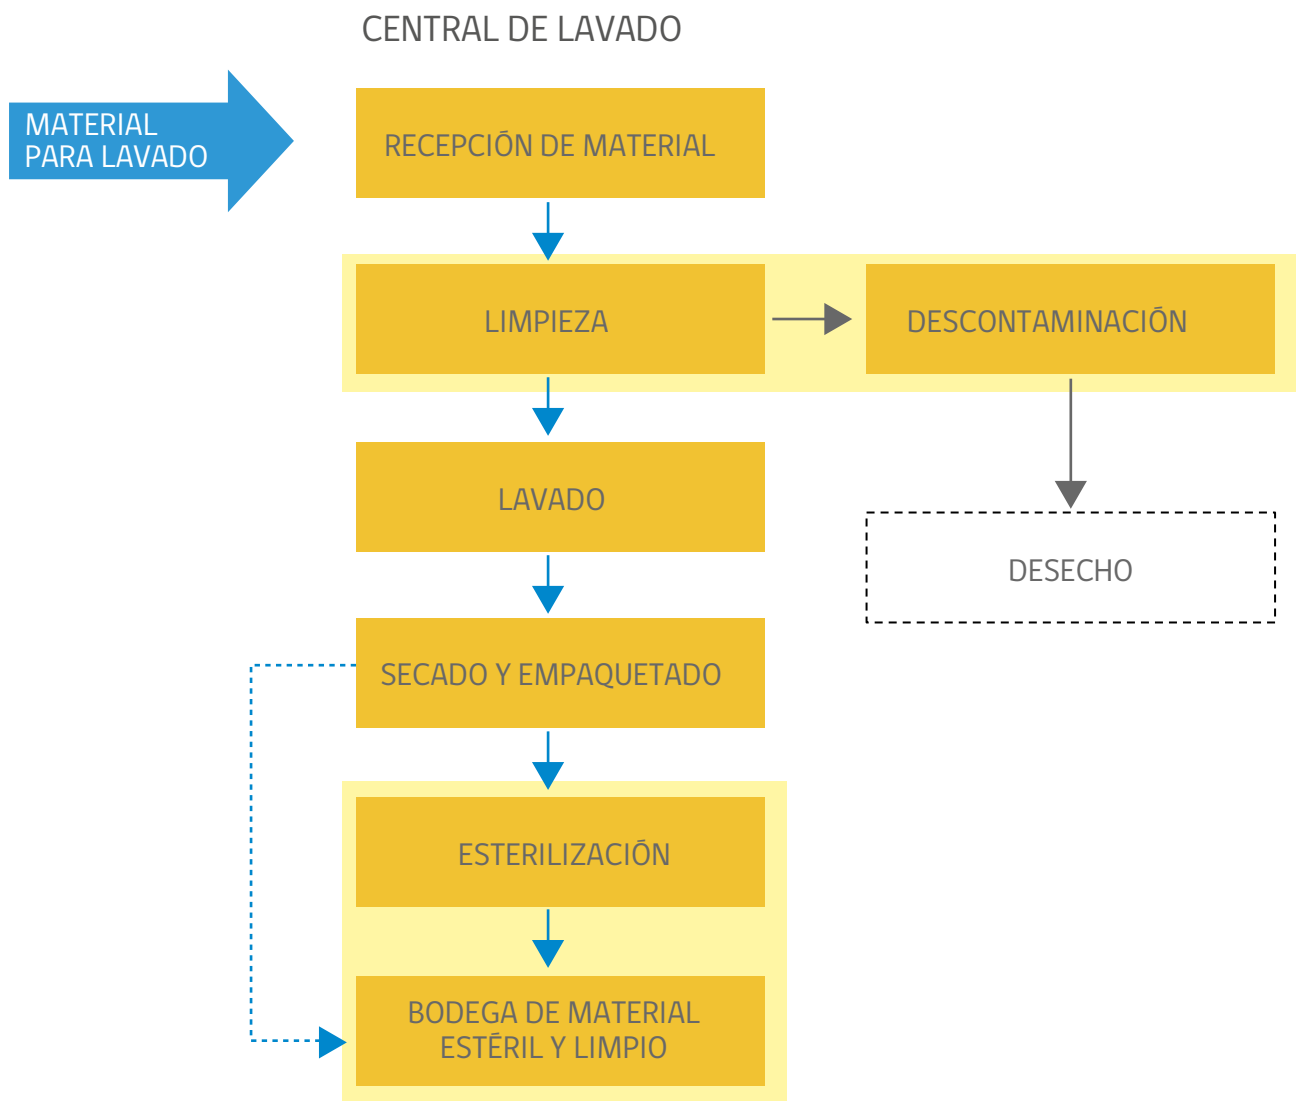 CENTRAL DE LAVADO
MATERIAL
PARA LAVADO
RECEPCIÓN DE MATERIAL
LIMPIEZA
DESCONTAMINACIÓN
LAVADO
DESECHO
SECADO Y EMPAQUETADO
ESTERILIZACIÓN
BODEGA DE MATERIAL
ESTÉRIL Y LIMPIO